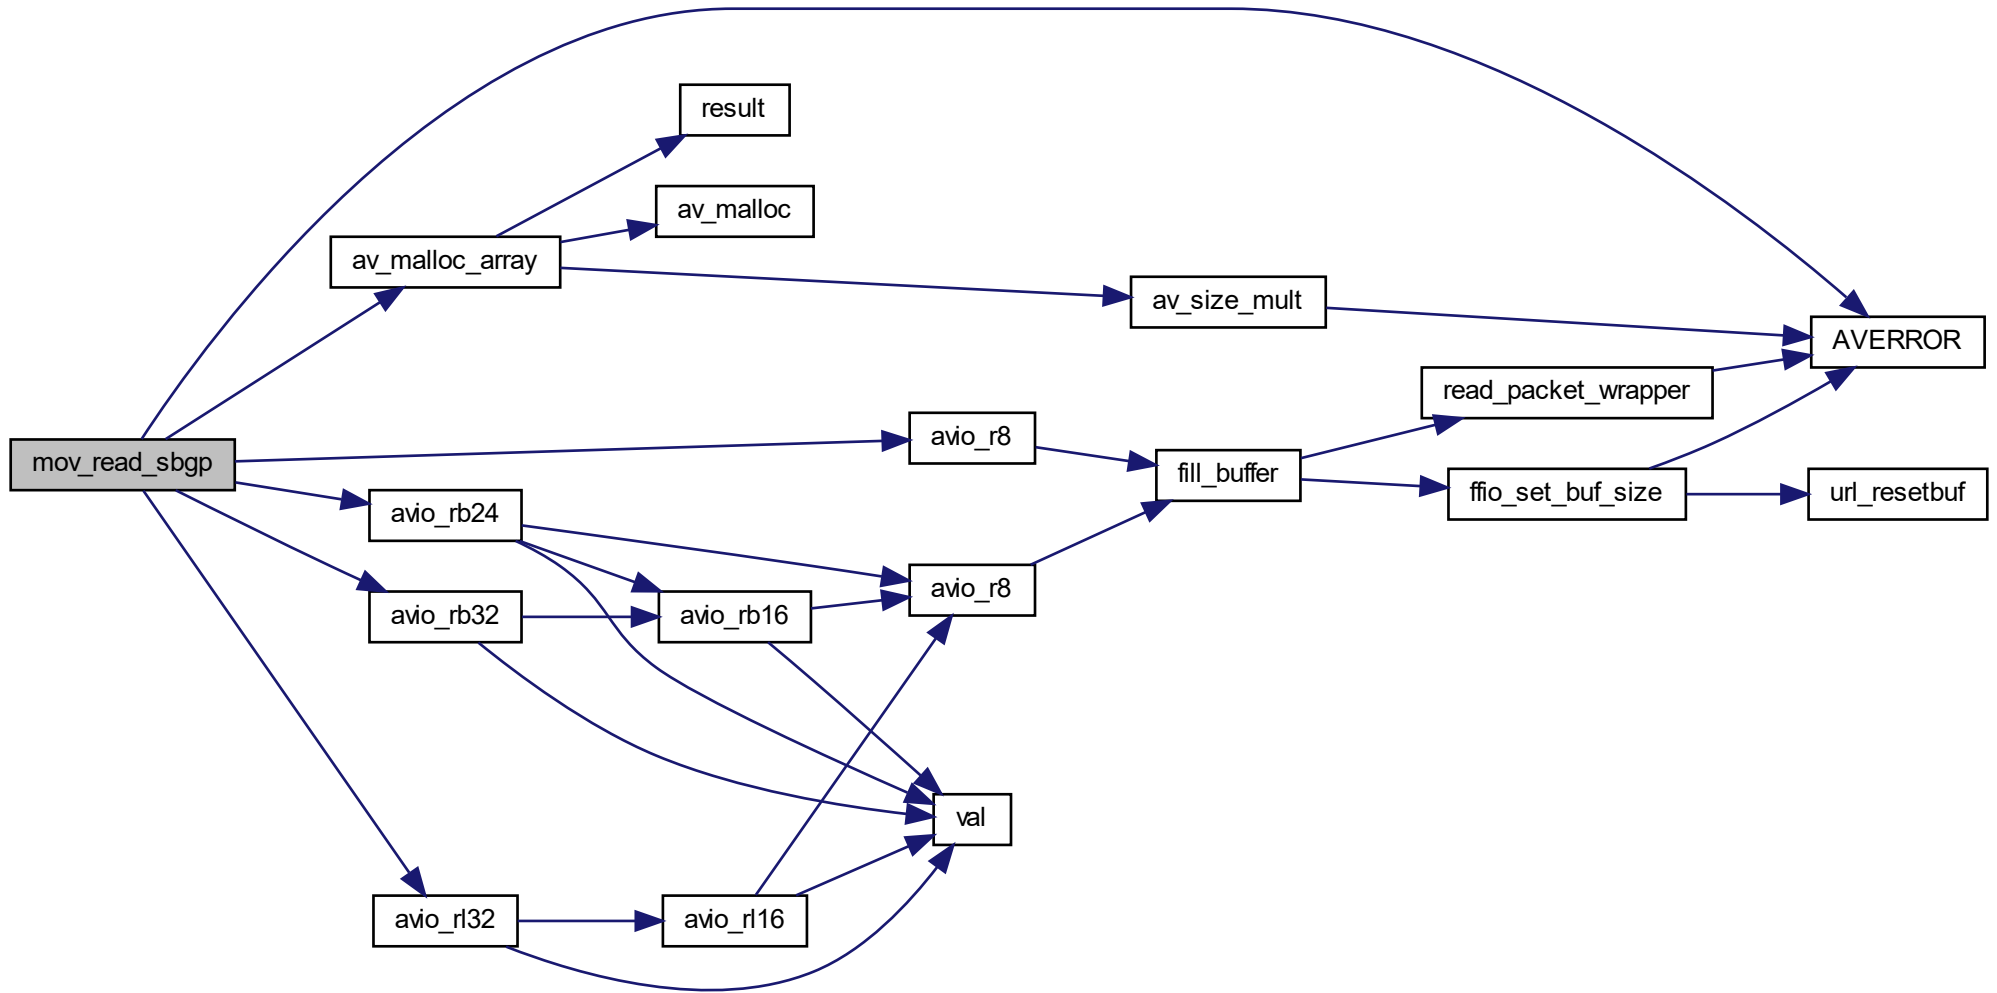 result
av_malloc
av_malloc_array
av_size_mult
AVERROR
read_packet_wrapper
avio_r8
mov_read_sbgp
fill_buffer
ffio_set_buf_size
url_resetbuf
avio_rb24
avio_r8
avio_rb32
avio_rb16
val
avio_rl32
avio_rl16